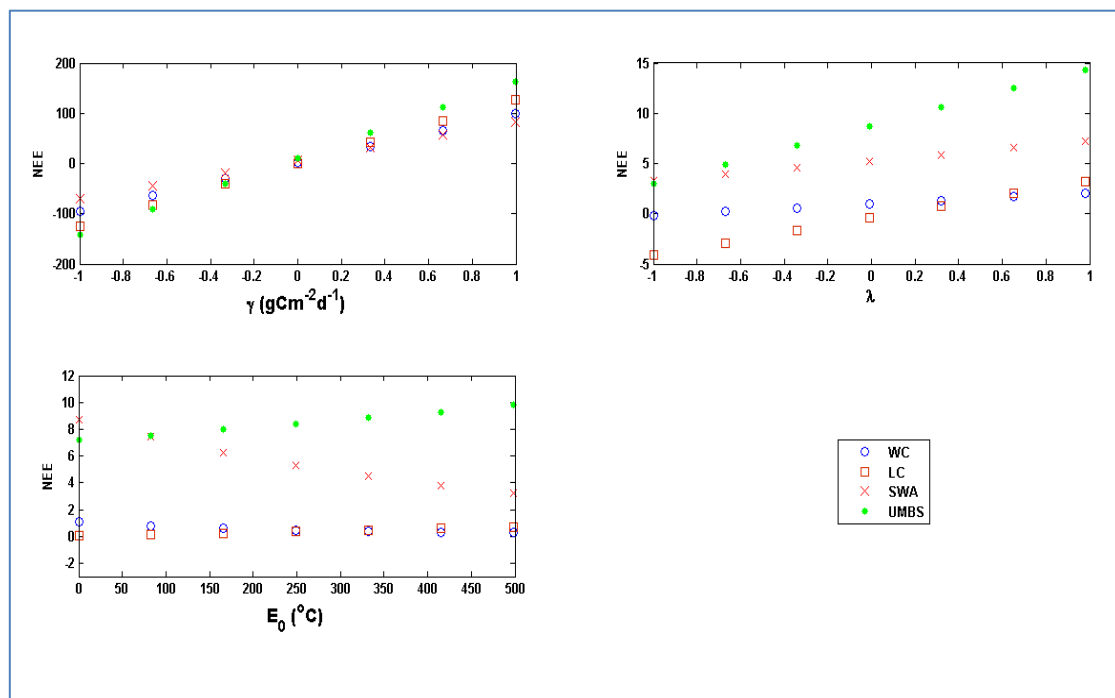 200
100
0
-100
-200
NEE
-1 -0.8 -0.6 -0.4 -0.2 0 0.2 0.4 0.6 0.8 1
γ (gCm⁻²d⁻¹)
15
10
5
0
-5
NEE
-1 -0.8 -0.6 -0.4 -0.2 0 0.2 0.4 0.6 0.8 1
λ
12
10
8
6
4
2
0
-2
NEE
0 50 100 150 200 250 300 350 400 450 500
E₀ (°C)
WC
LC
SWA
UMBS